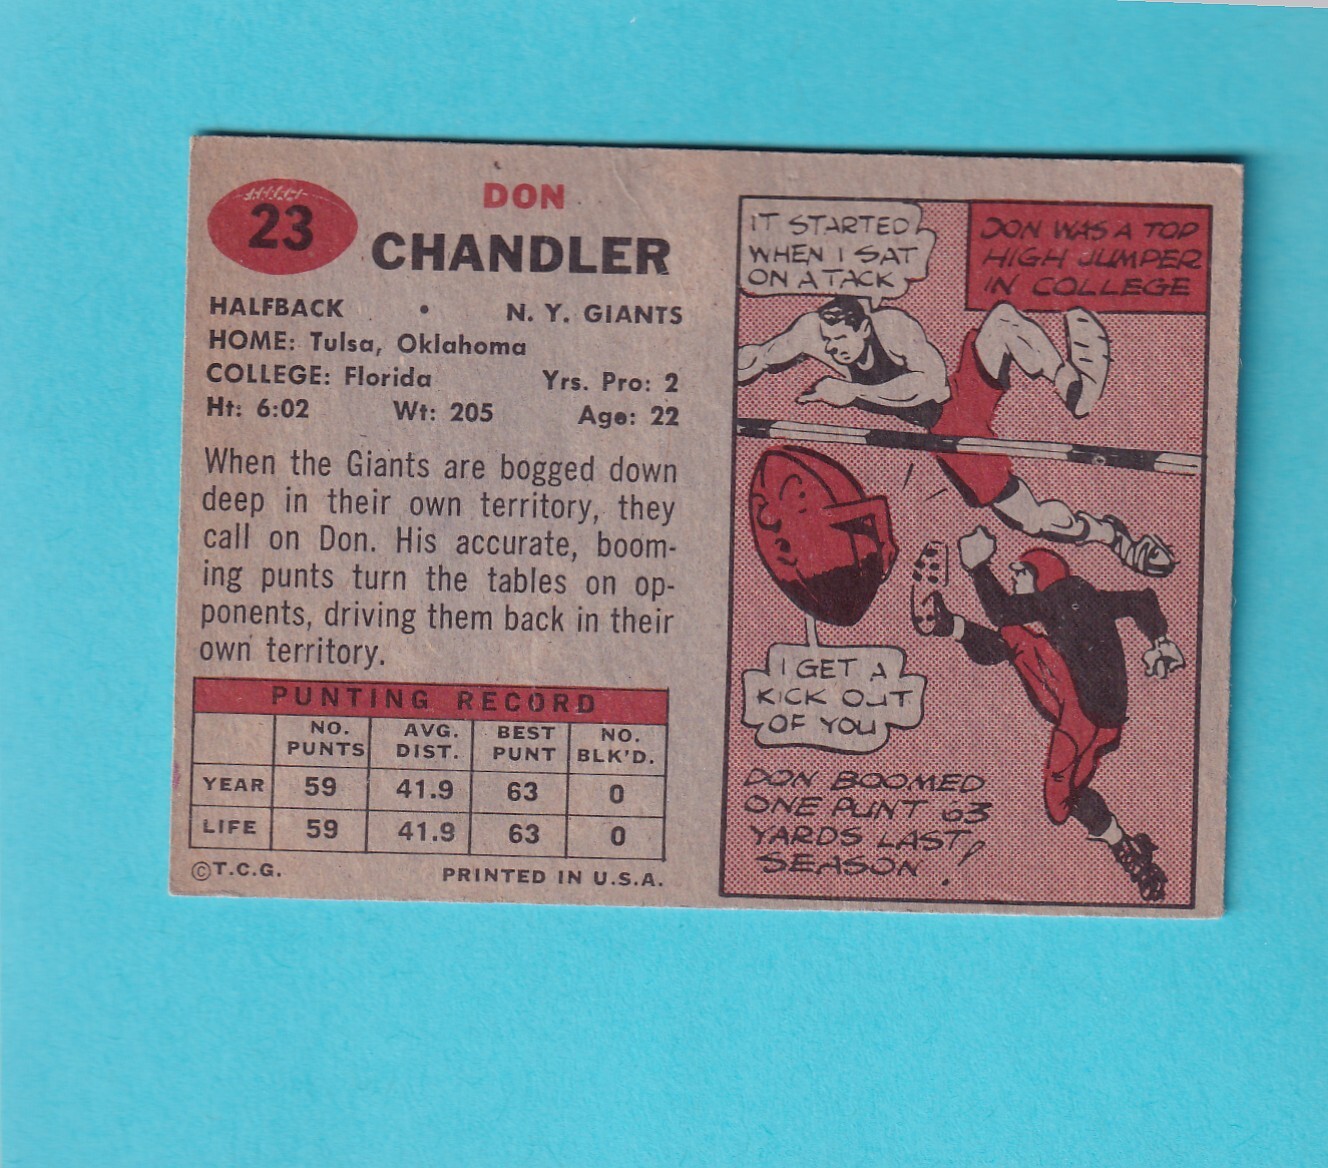 23
DON
CHANDLER
HALFBACK • N. Y. GIANTS
HOME: Tulsa, Oklahoma
COLLEGE: Florida Yrs. Pro: 2
Ht: 6:02 Wt: 205 Age: 22
When the Giants are bogged down
deep in their own territory, they
call on Don. His accurate, boom-
ing punts turn the tables on op-
ponents, driving them back in their
own territory.
PUNTING RECORD
NO. PUNTS AVG. DIST. BEST PUNT NO. BLK'D.
YEAR 59 41.9 63 0
LIFE 59 41.9 63 0
©T.C.G. PRINTED IN U.S.A.
IT STARTED
WHEN I SAT
ON A TACK
DON WAS A TOP
HIGH JUMPER
IN COLLEGE
I GET A
KICK OUT
OF YOU
DON BOOMED
ONE PUNT 63
YARDS LAST
SEASON!